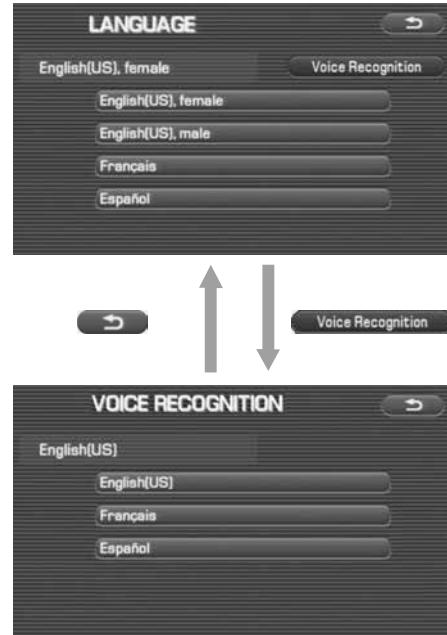 LANGUAGE
English(US), female Voice Recognition
English(US), female
English(US), male
Français
Español
Voice Recognition
VOICE RECOGNITION
English(US)
English(US)
Français
Español